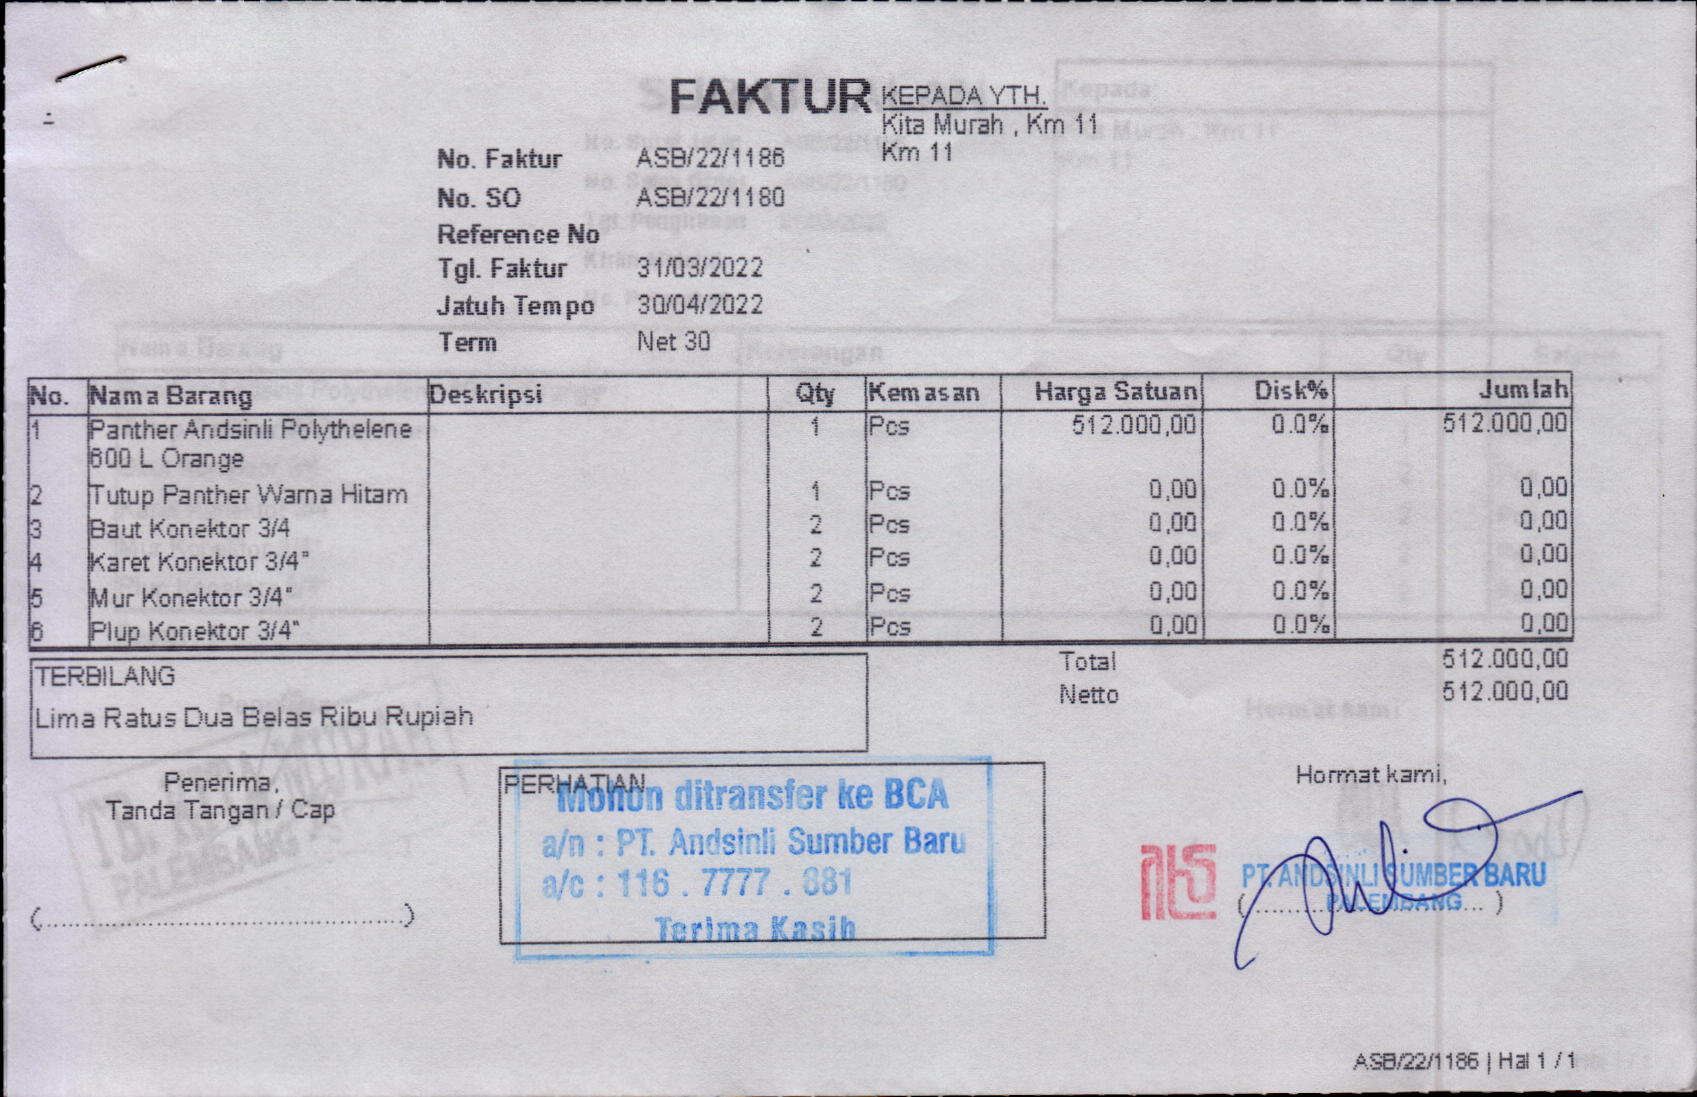 FAKTUR
KEPADA YTH.
Kita Murah , Km 11
Km 11
No. Faktur ASB/22/1186
No. SO ASB/22/1180
Reference No
Tgl. Faktur 31/03/2022
Jatuh Tempo 30/04/2022
Term Net 30
No. Nama Barang Deskripsi Qty Kemasan Harga Satuan Disk% Jumlah
1 Panther Andsinli Polythelene 1 Pcs 512.000,00 0.0% 512.000,00
600 L Orange
2 Tutup Panther Warna Hitam 1 Pcs 0,00 0.0% 0,00
3 Baut Konektor 3/4 2 Pcs 0,00 0.0% 0,00
4 Karet Konektor 3/4" 2 Pcs 0,00 0.0% 0,00
5 Mur Konektor 3/4" 2 Pcs 0,00 0.0% 0,00
6 Plup Konektor 3/4" 2 Pcs 0,00 0.0% 0,00
Total 512.000,00
Netto 512.000,00
TERBILANG
Lima Ratus Dua Belas Ribu Rupiah
Penerima,
Tanda Tangan / Cap
(......................................................)
TB. KITA MURAH
PALEMBANG
PERHATIAN
Mohon ditransfer ke BCA
a/n : PT. Andsinli Sumber Baru
a/c : 116 . 7777 . 881
Terima Kasih
Hormat kami,
PT. ANDSINLI SUMBER BARU
PALEMBANG
ASB/22/1186 | Hal 1 / 1